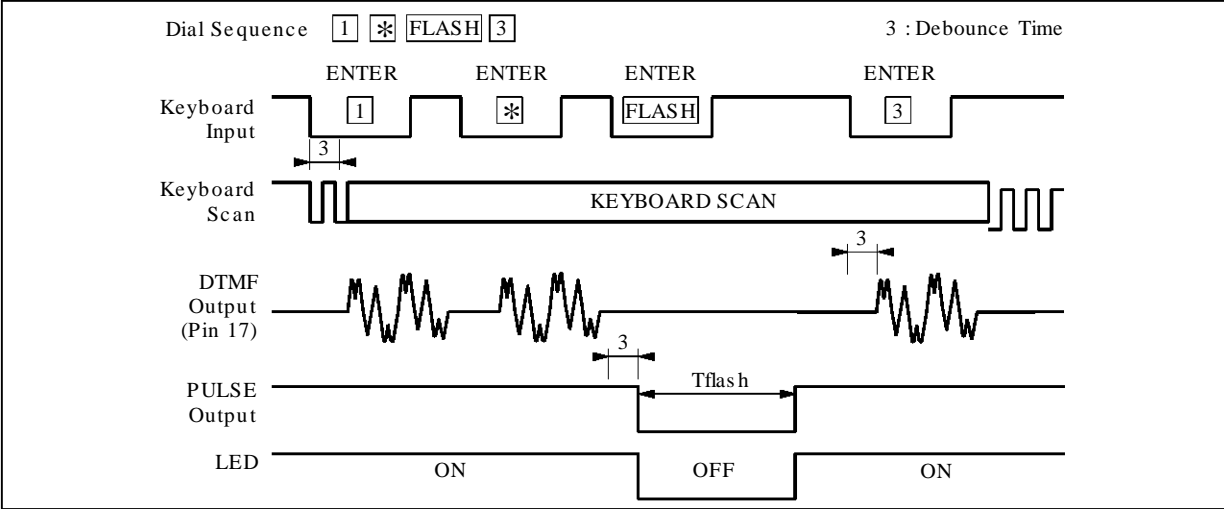 Dial Sequence 1 * FLASH 3
3 : Debounce Time
ENTER ENTER ENTER ENTER
Keyboard Input
1 * FLASH 3
3
Keyboard Scan
KEYBOARD SCAN
3
DTMF
Output
(Pin 17)
3
PULSE
Output
Tflash
LED
ON OFF ON